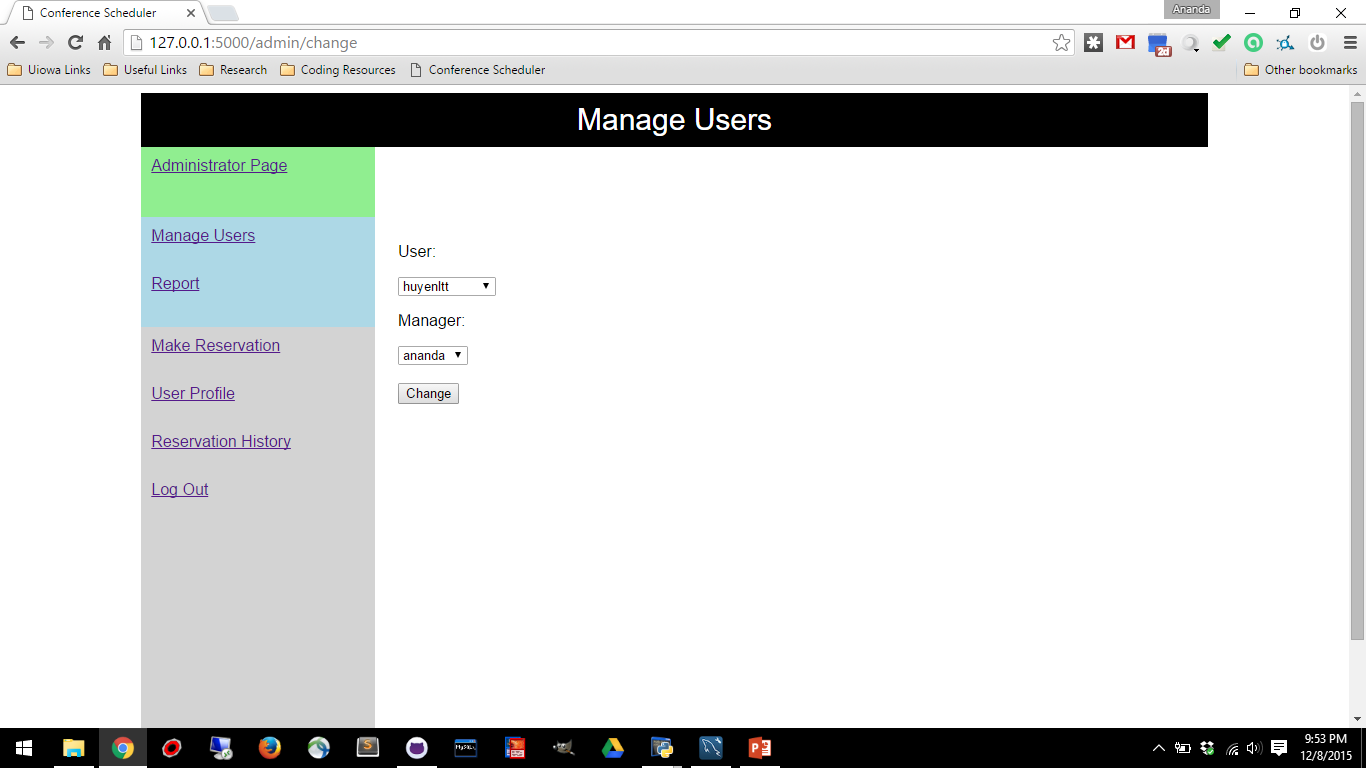 Ananda
Conference Scheduler
127.0.0.1:5000/admin/change
23
Uiowa Links
Useful Links
Research
Coding Resources
Conference Scheduler
Other bookmarks
Manage Users
Administrator Page
Manage Users
Report
Make Reservation
User Profile
Reservation History
Log Out
User:
huyenltt
Manager:
ananda
Change
MySQL
9:53 PM
12/8/2015